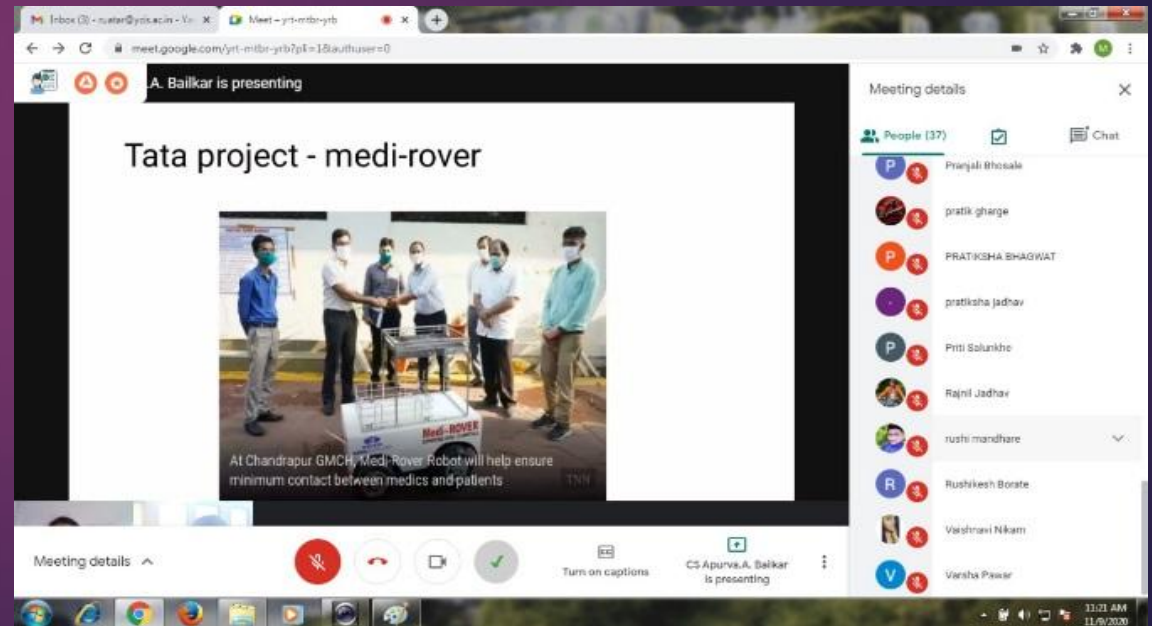 Inbox (3) -
Meet – yrt-mtbr-yrb
meet.google.com/yrt-mtbr-yrb?pli=1&authuser=0
.A. Bailkar is presenting
Tata project - medi-rover
Medi-ROVER
At Chandrapur GMCH, Medi-Rover Robot will help ensure
minimum contact between medics and patients
TNN
Meeting details
Turn on captions
CS Apurva.A. Bailkar
is presenting
Meeting details
People (37)
Chat
P
Pranjali Bhosale
pratik gharge
P
PRATIKSHA BHAGWAT
pratiksha jadhav
P
Priti Salunkhe
Rajnil Jadhav
rushi mandhare
R
Rushikesh Borate
Vaishnavi Nikam
V
Varsha Pawar
M
11:21 AM
11/9/2020